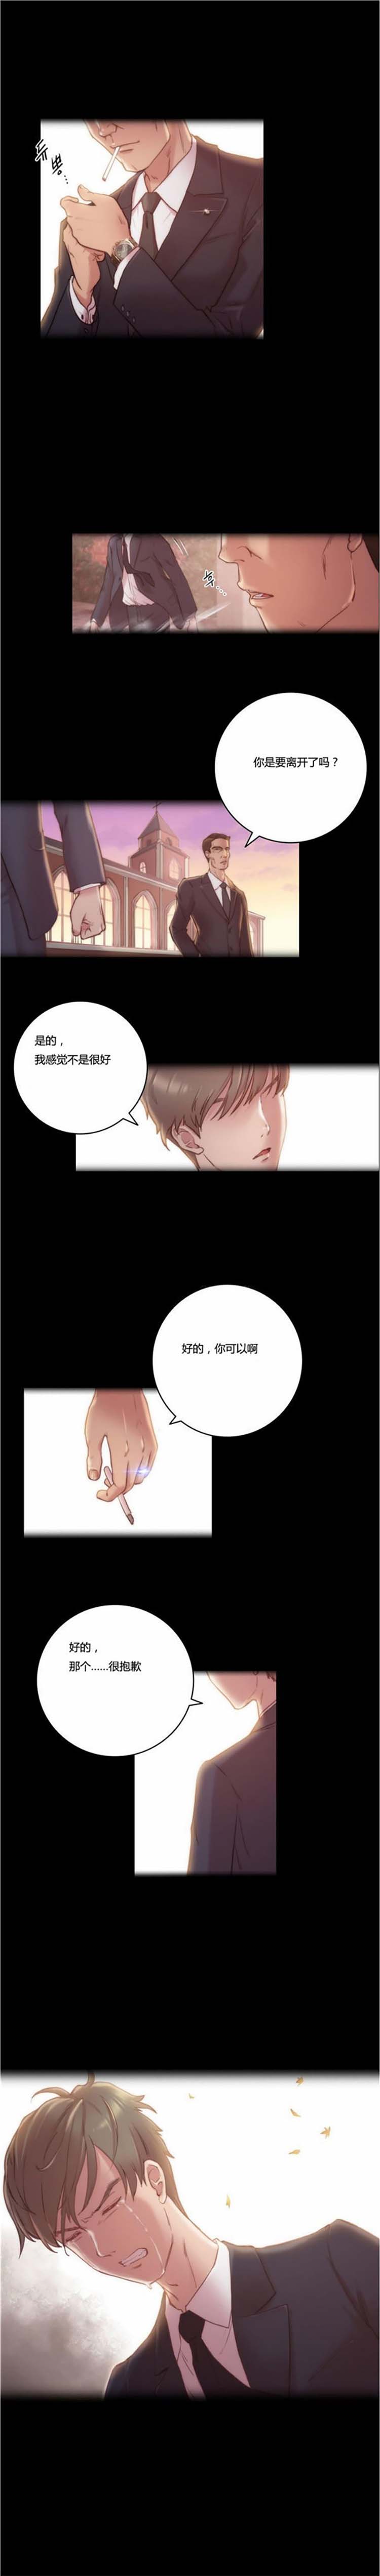 후...
你是要离开了吗？
是的，
我感觉不是很好
好的，你可以啊
好的，
那个……很抱歉